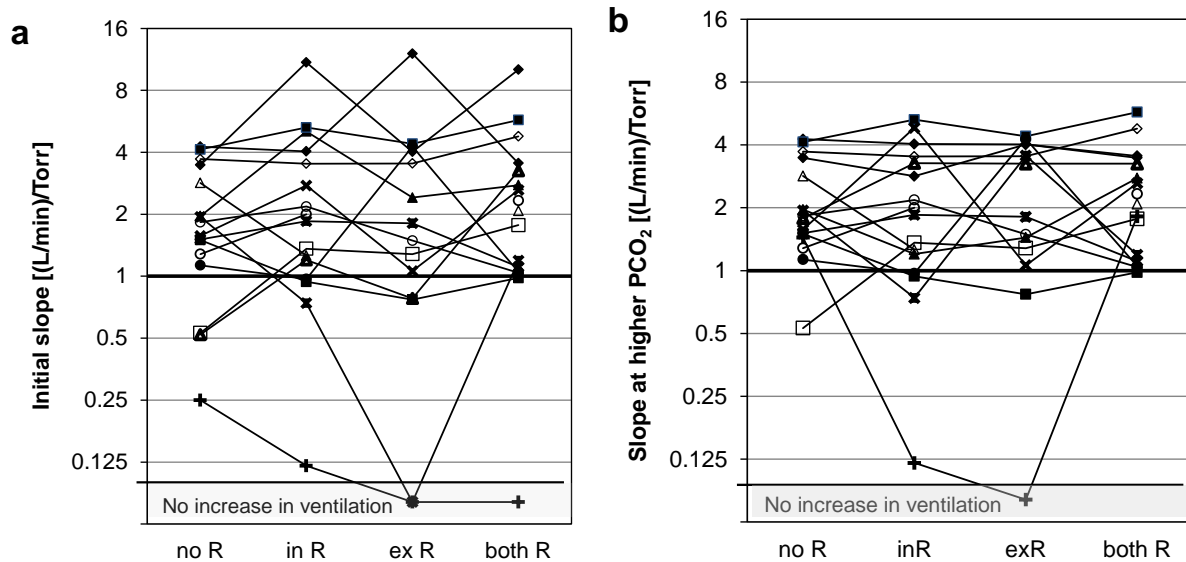 a
Initial slope [(L/min)/Torr]
16
8
4
2
1
0.5
0.25
0.125
No increase in ventilation
no R
in R
ex R
both R
b
Slope at higher PCO₂ [(L/min)/Torr]
16
8
4
2
1
0.5
0.25
0.125
No increase in ventilation
no R
inR
exR
both R